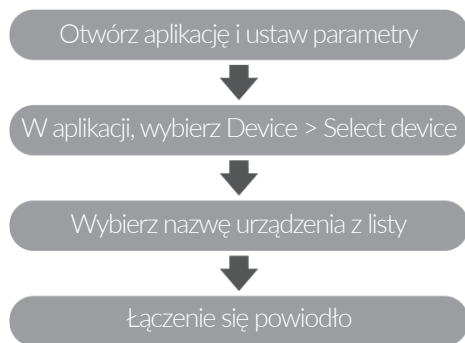 Otwórz aplikację i ustaw parametry
W aplikacji, wybierz Device > Select device
Wybierz nazwę urządzenia z listy
Łączenie się powiodło